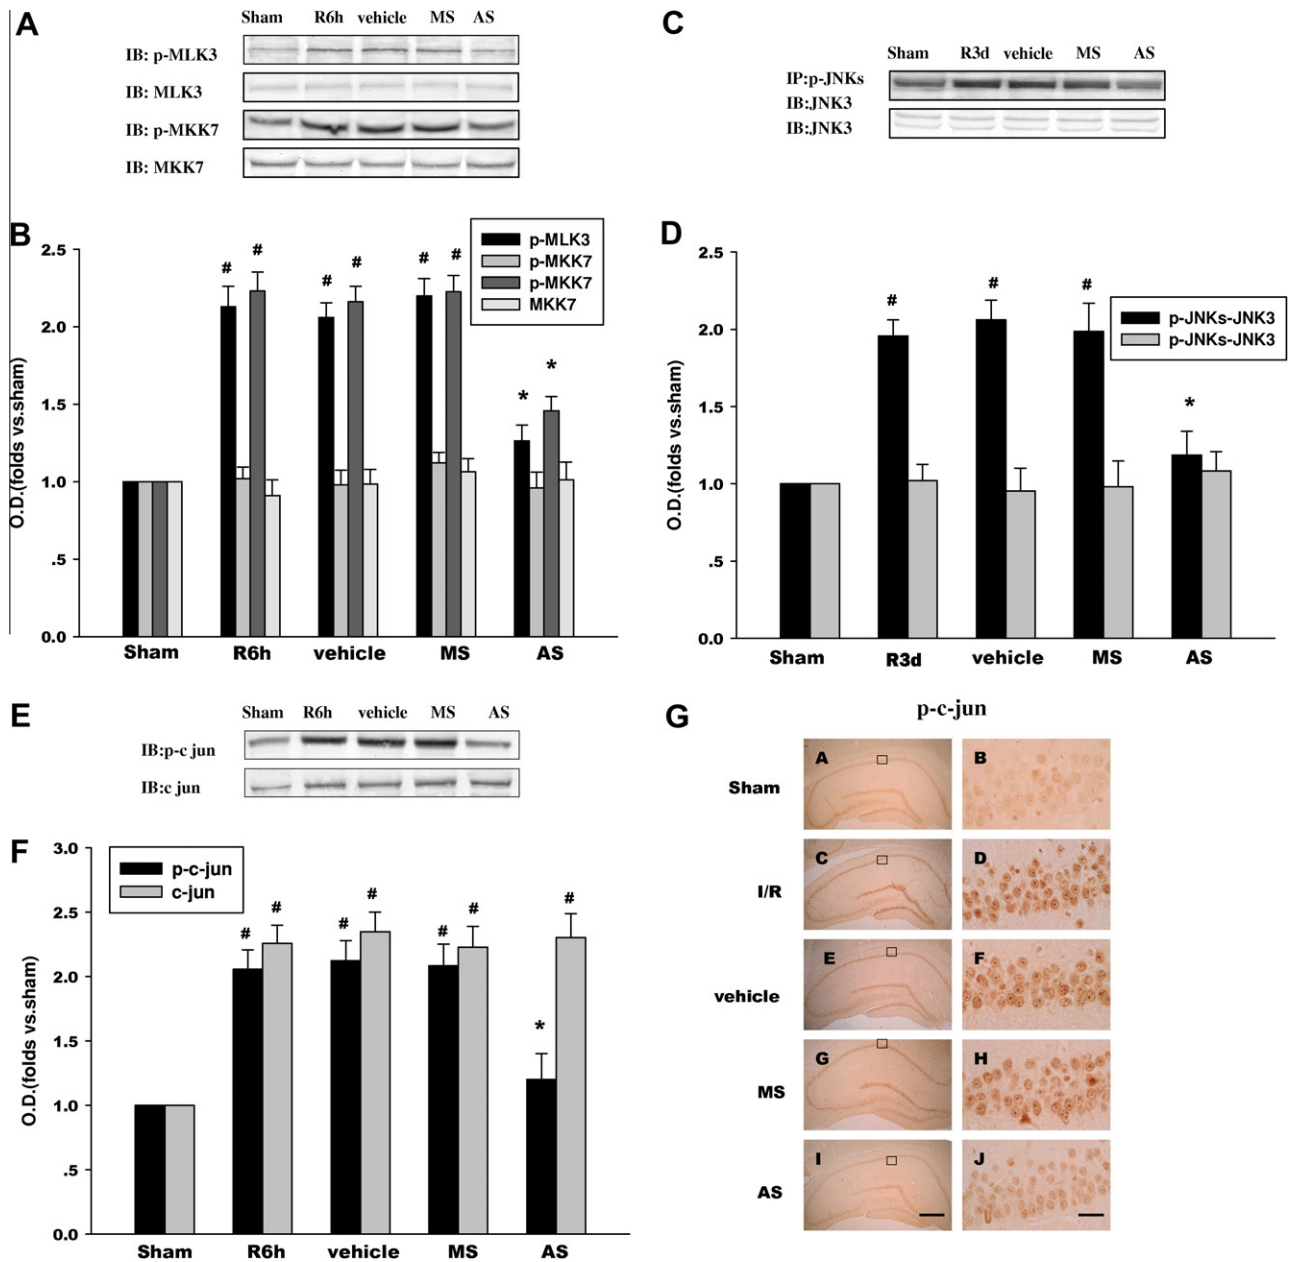 A
Sham R6h vehicle MS AS
IB: p-MLK3
IB: MLK3
IB: p-MKK7
IB: MKK7
B
p-MLK3
p-MKK7
p-MKK7
MKK7
O.D.(folds vs.sham)
2.5
2.0
1.5
1.0
.5
0.0
# # # # # # * *
Sham R6h vehicle MS AS
C
Sham R3d vehicle MS AS
IP:p-JNKs
IB:JNK3
IB:JNK3
D
p-JNKs-JNK3
p-JNKs-JNK3
O.D.(folds vs.sham)
2.5
2.0
1.5
1.0
.5
0.0
# # # *
Sham R3d vehicle MS AS
E
Sham R6h vehicle MS AS
IB:p-c jun
IB:c jun
F
p-c-jun
c-jun
O.D.(folds vs.sham)
3.0
2.5
2.0
1.5
1.0
.5
0.0
# # # # # # * #
Sham R6h vehicle MS AS
G
p-c-jun
Sham A B
I/R C D
vehicle E F
MS G H
AS I J